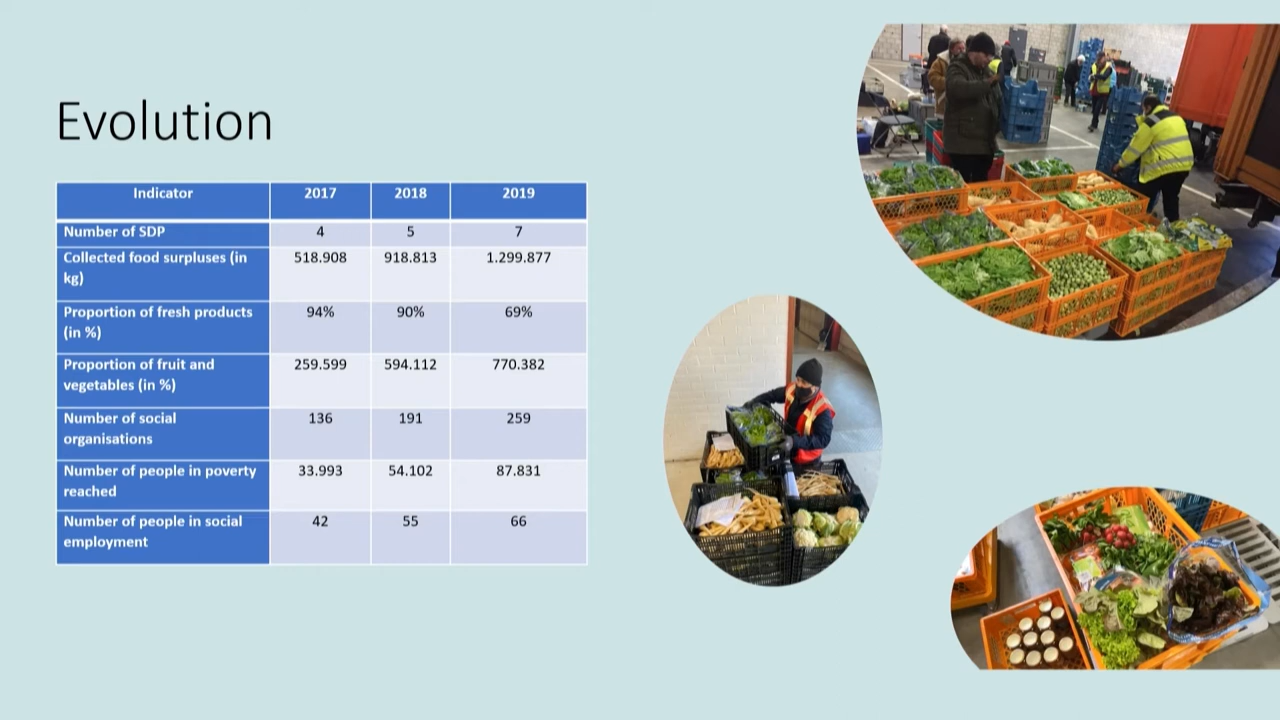 Evolution
Indicator 2017 2018 2019
Number of SDP 4 5 7
Collected food surpluses (in 518.908 918.813 1.299.877
kg)
Proportion of fresh products 94% 90% 69%
(in %)
Proportion of fruit and 259.599 594.112 770.382
vegetables (in %)
Number of social 136 191 259
organisations
Number of people in poverty 33.993 54.102 87.831
reached
Number of people in social 42 55 66
employment